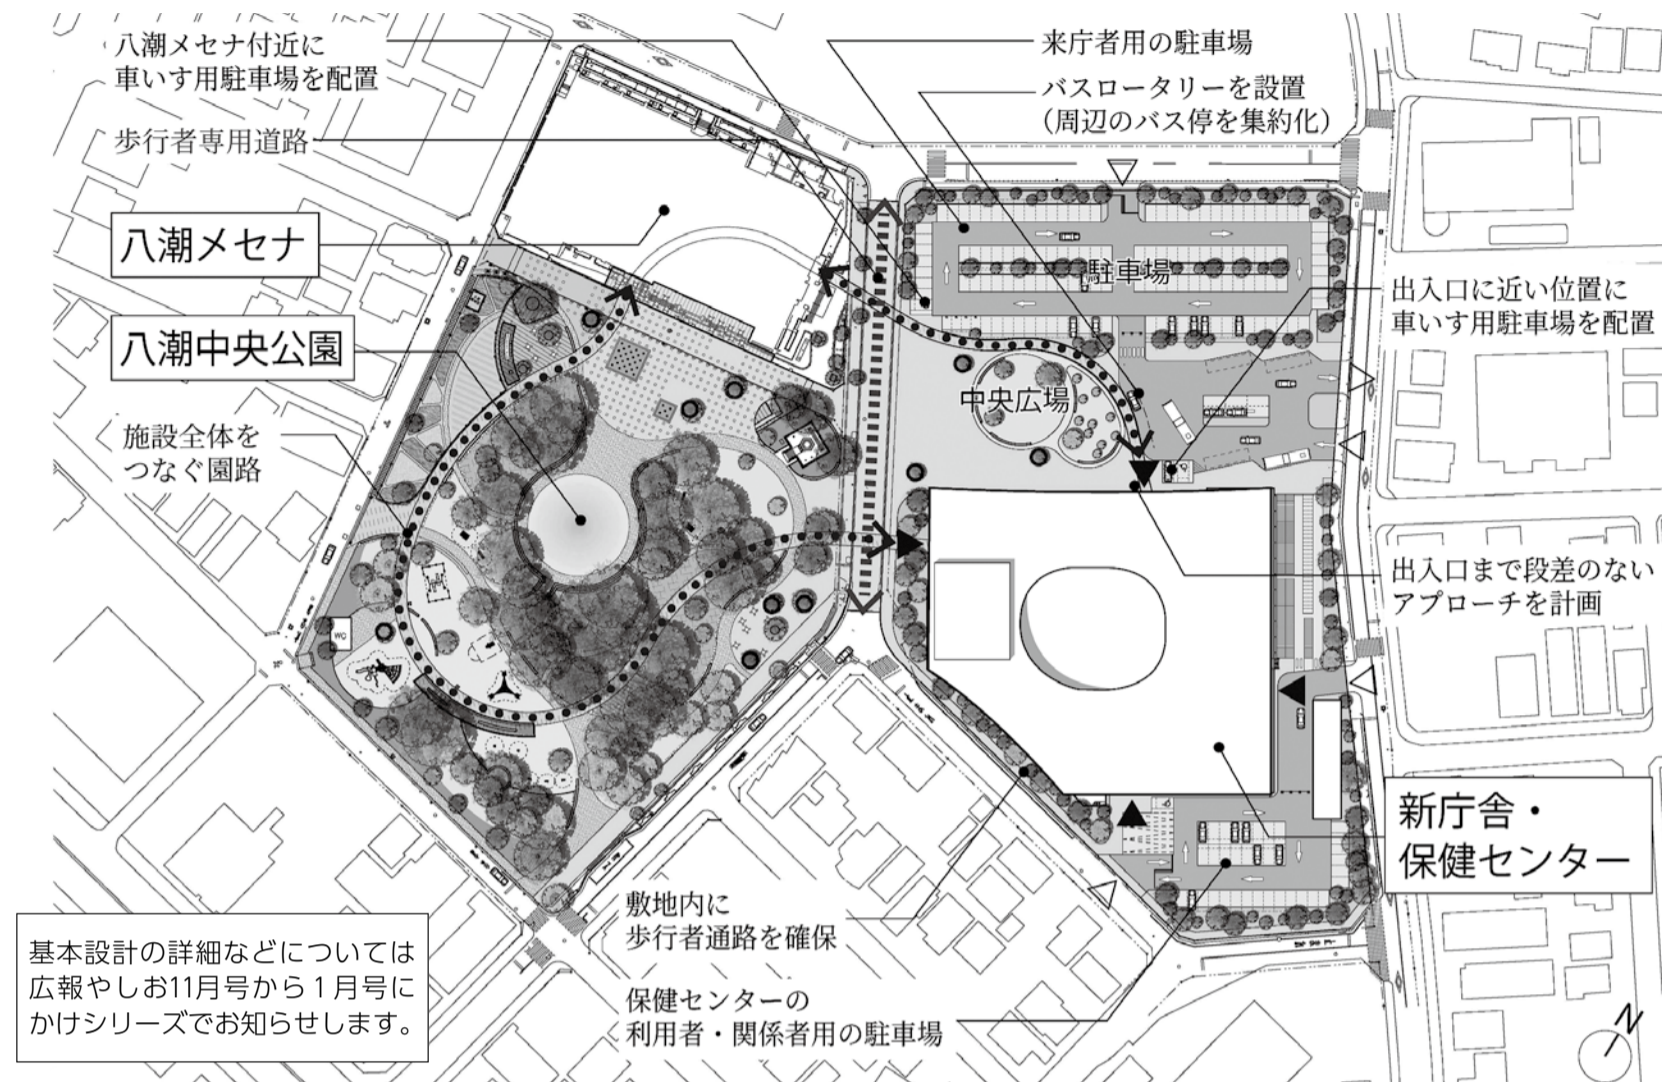 八潮メセナ付近に
車いす用駐車場を配置
歩行者専用道路
八潮メセナ
八潮中央公園
施設全体を
つなぐ園路
来庁者用の駐車場
バスロータリーを設置
（周辺のバス停を集約化）
駐車場
中央広場
出入口に近い位置に
車いす用駐車場を配置
出入口まで段差のない
アプローチを計画
新庁舎・
保健センター
WC
敷地内に
歩行者通路を確保
保健センターの
利用者・関係者用の駐車場
基本設計の詳細などについては
広報やしお11月号から１月号に
かけシリーズでお知らせします。
N